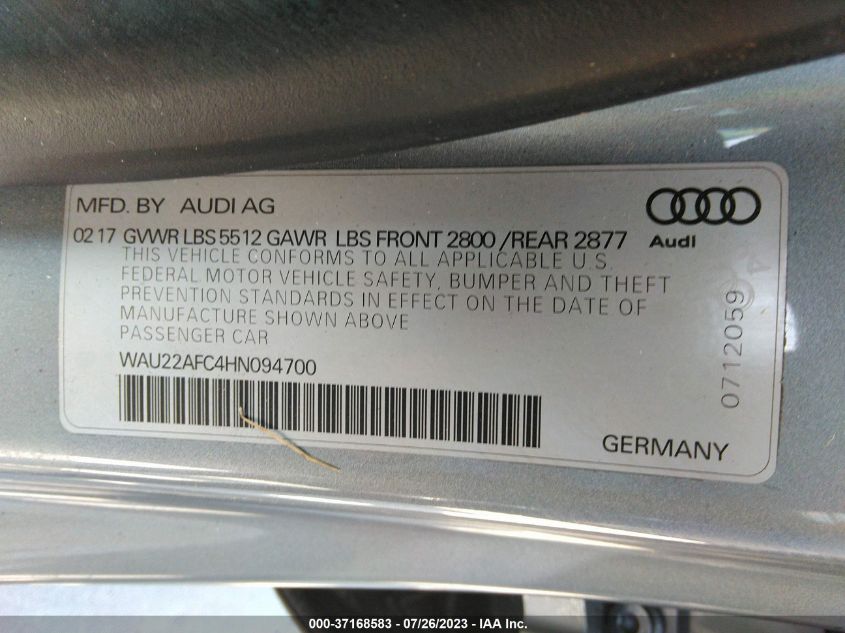 MFD. BY AUDI AG
Audi
02 17 GVWR LBS 5512 GAWR LBS FRONT 2800 /REAR 2877
THIS VEHICLE CONFORMS TO ALL APPLICABLE U.S.
FEDERAL MOTOR VEHICLE SAFETY, BUMPER AND THEFT
PREVENTION STANDARDS IN EFFECT ON THE DATE OF
MANUFACTURE SHOWN ABOVE
PASSENGER CAR
WAU22AFC4HN094700
0712059
GERMANY
000-37168583 / 07/26/2023 - IAA Inc.